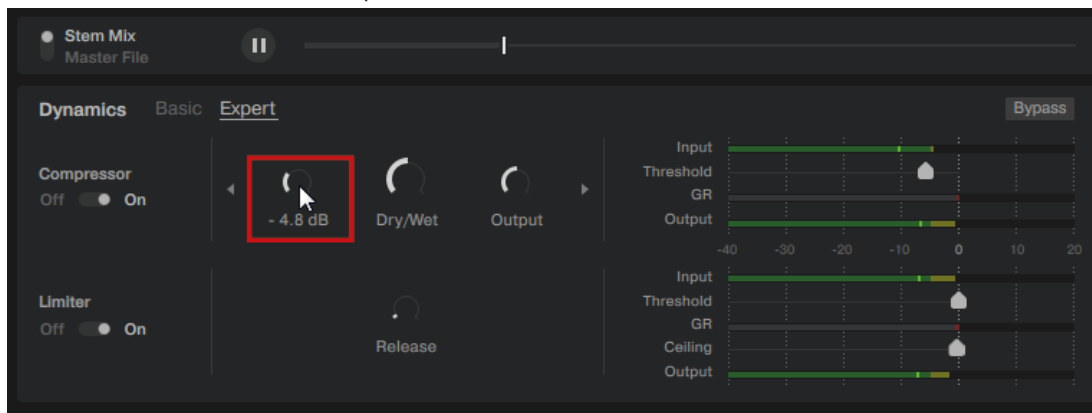 Stem Mix
Master File
Dynamics Basic Expert Bypass
Compressor
Off On
- 4.8 dB Dry/Wet Output
Input
Threshold
GR
Output
-40 -30 -20 -10 0 10 20
Limiter
Off On
Release
Input
Threshold
GR
Ceiling
Output